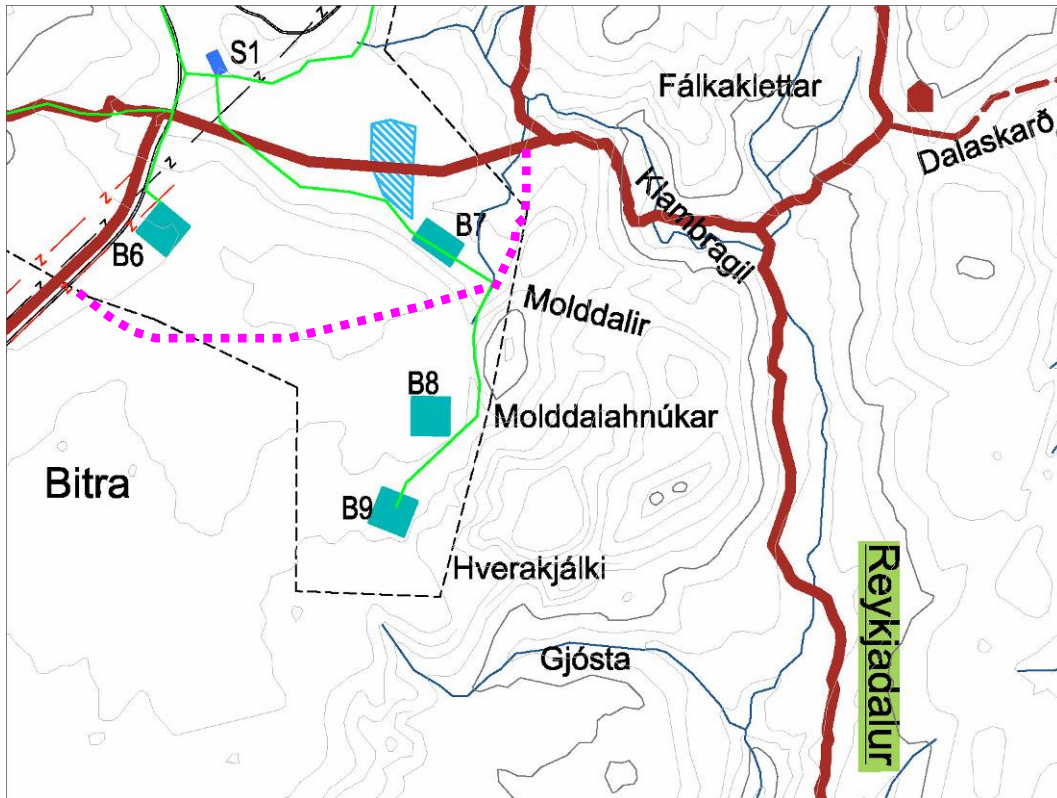 S1
Fálkaklettar
Dalaskarð
Klambragil
B7
B6
Molddalir
B8
Molddalahnúkar
Bitra
B9
Hverakjálki
Reykjadalur
Gjósta